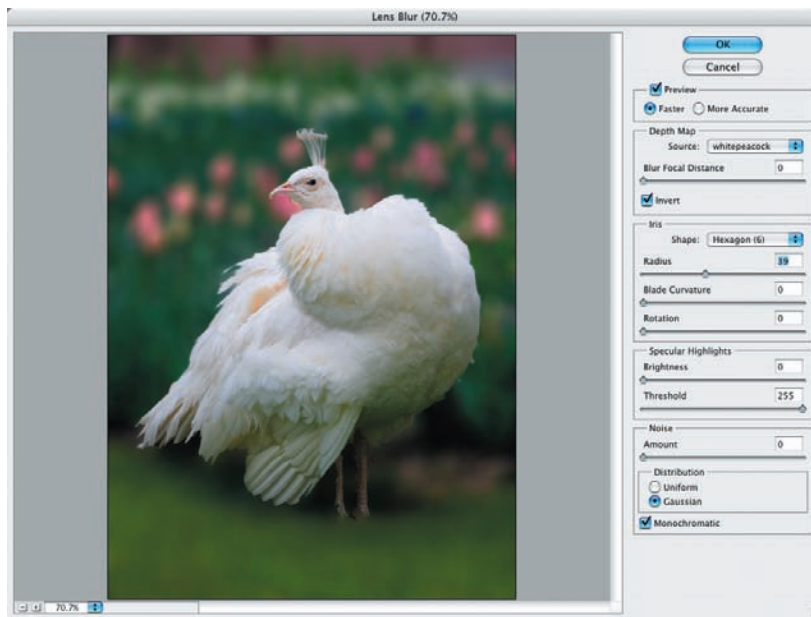 Lens Blur (70.7%)
OK
Cancel
Preview
Faster
More Accurate
Depth Map
Source: whitepeacock
Blur Focal Distance 0
Invert
Iris
Shape: Hexagon (6)
Radius 39
Blade Curvature 0
Rotation 0
Specular Highlights
Brightness 0
Threshold 255
Noise
Amount 0
Distribution
Uniform
Gaussian
Monochromatic
70.7%